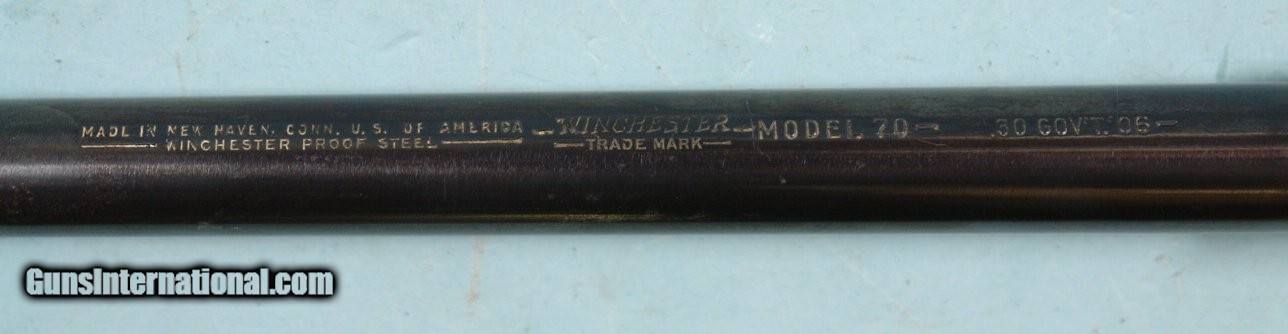 MADE IN NEW HAVEN, CONN. U.S. OF AMERICA
WINCHESTER PROOF STEEL
-WINCHESTER-
TRADE MARK
MODEL 70- .30 GOV'T.'06-
GunsInternational.com